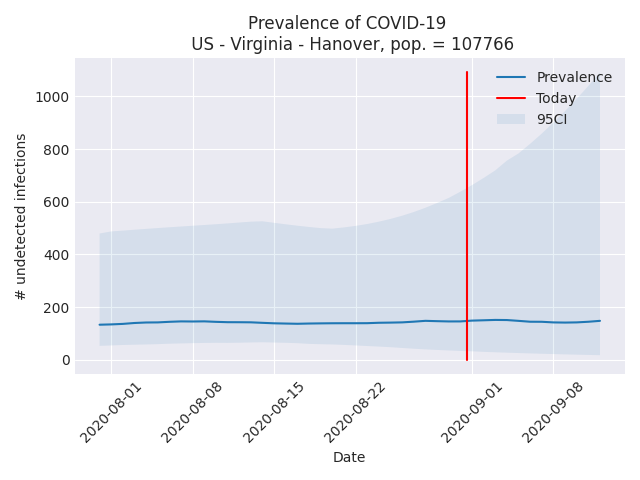 Prevalence of COVID-19
US - Virginia - Hanover, pop. = 107766
Prevalence
Today
95CI
# undetected infections
1000
800
600
400
200
0
2020-08-01
2020-08-08
2020-08-15
2020-08-22
2020-09-01
2020-09-08
Date